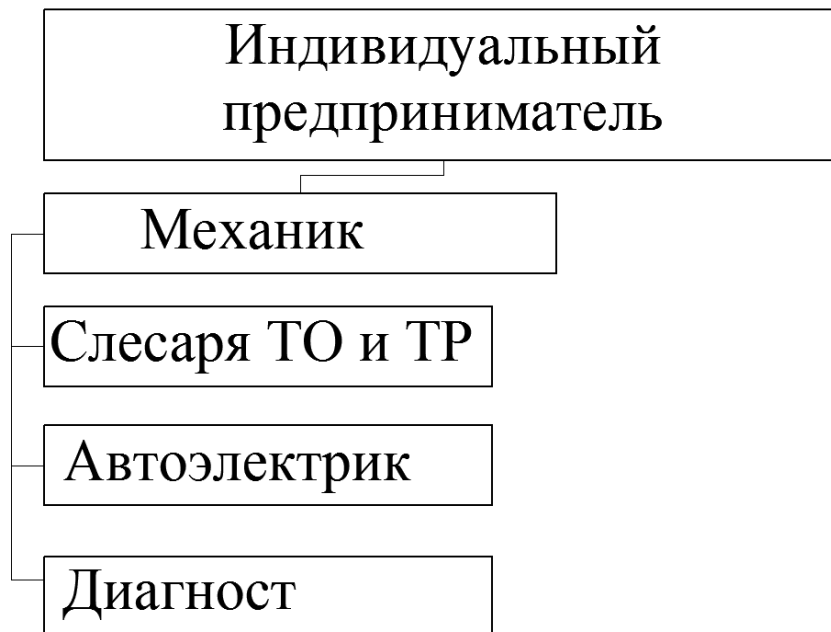 Индивидуальный
предприниматель
Механик
Слесаря ТО и ТР
Автоэлектрик
Диагност